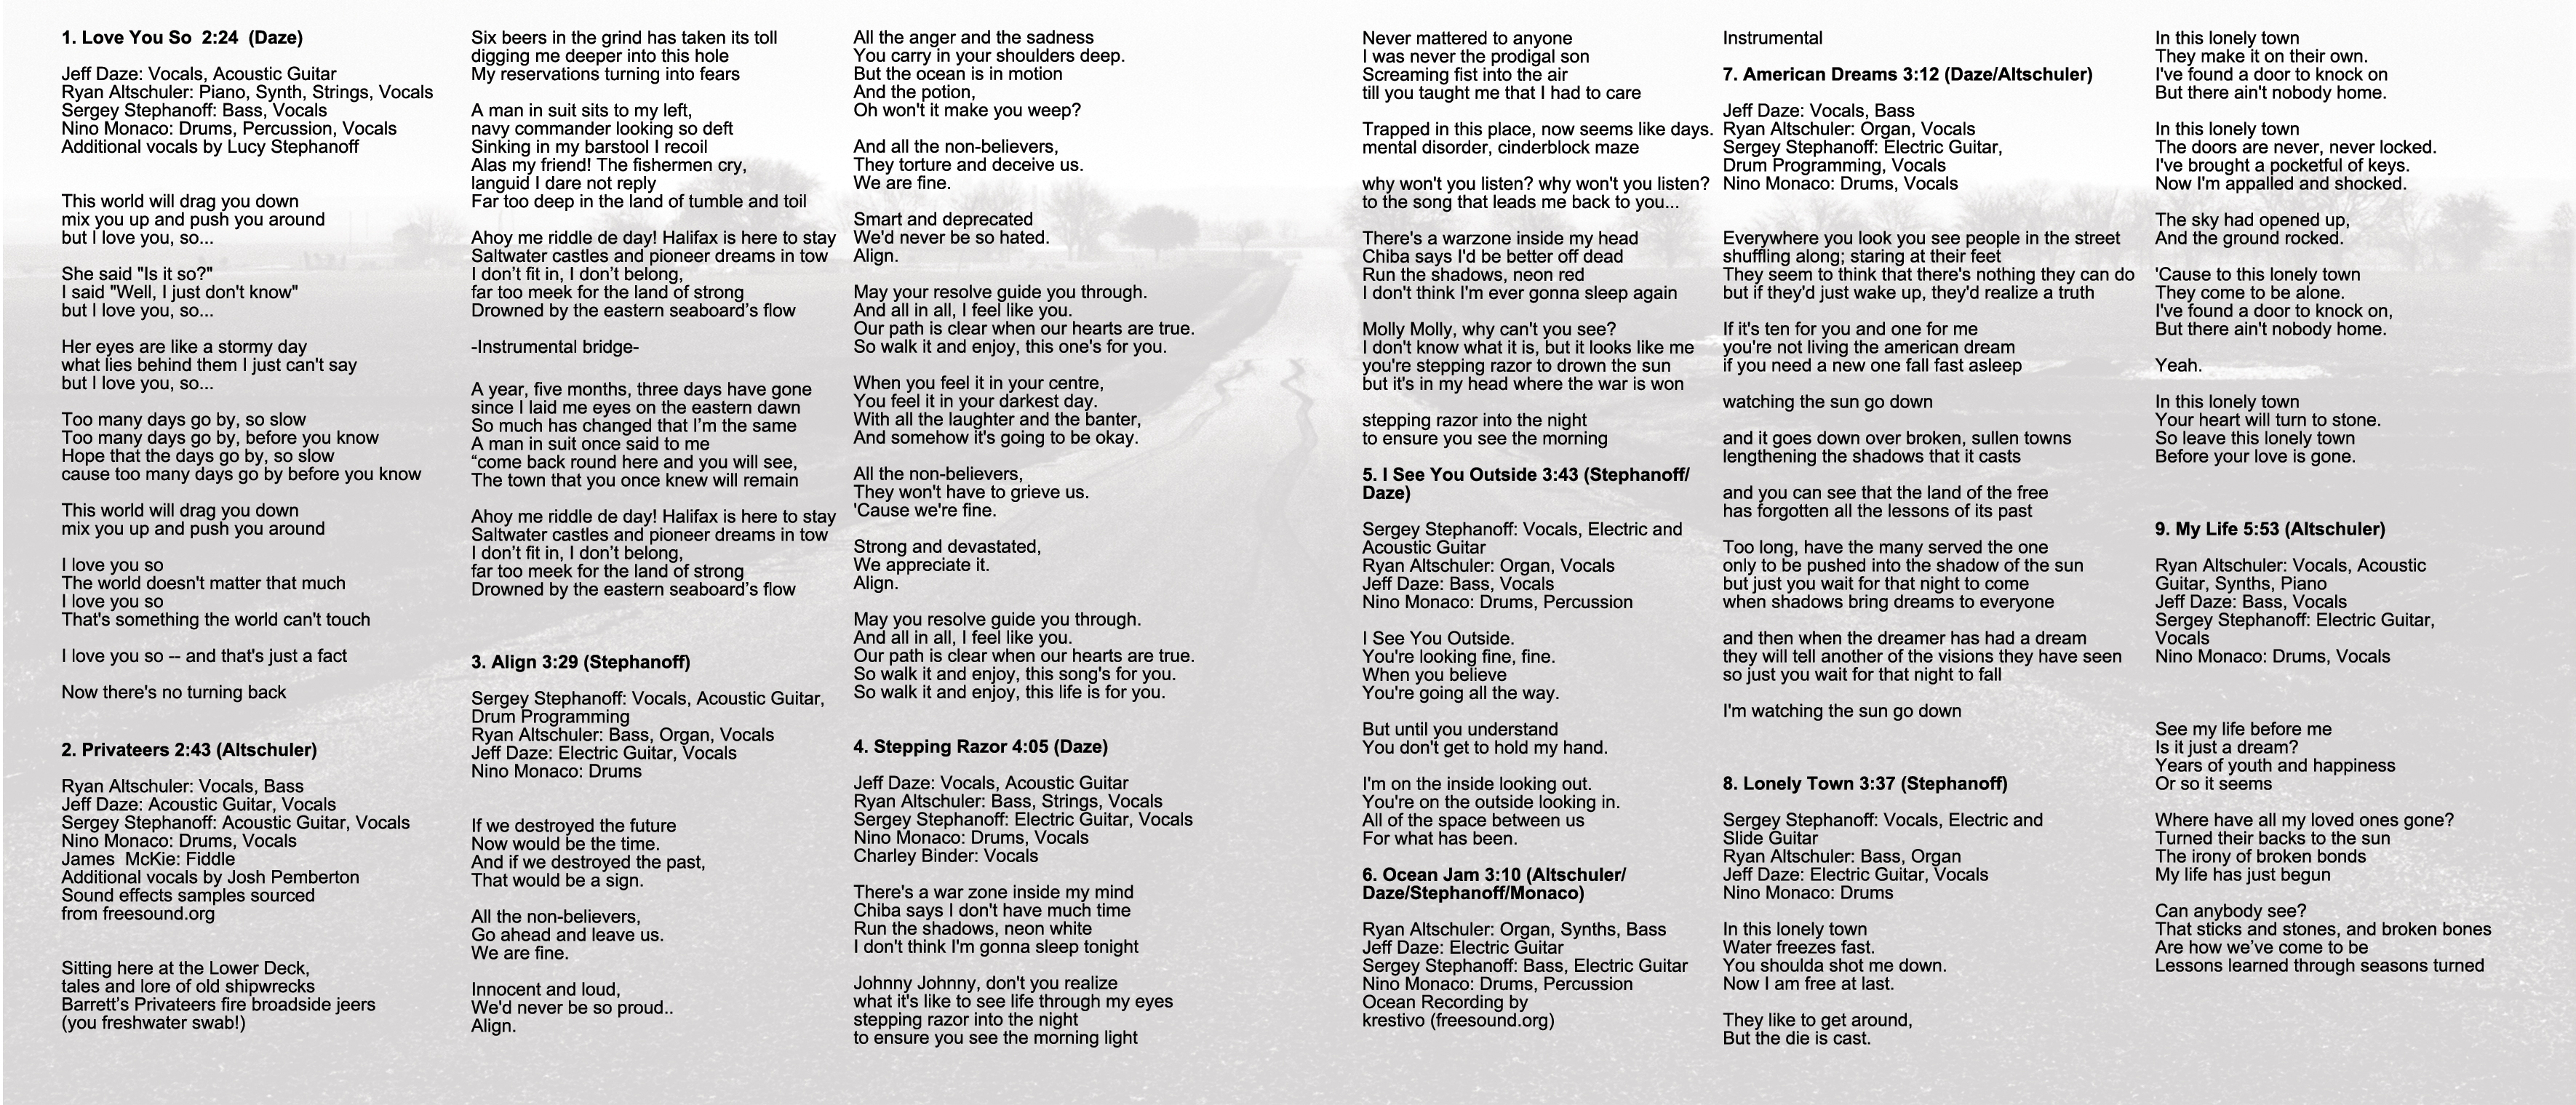 1. Love You So  2:24  (Daze)
Jeff Daze: Vocals, Acoustic Guitar
Ryan Altschuler: Piano, Synth, Strings, Vocals
Sergey Stephanoff: Bass, Vocals
Nino Monaco: Drums, Percussion, Vocals
Additional vocals by Lucy Stephanoff
This world will drag you down
mix you up and push you around
but I love you, so...
She said "Is it so?"
I said "Well, I just don't know"
but I love you, so...
Her eyes are like a stormy day
what lies behind them I just can't say
but I love you, so...
Too many days go by, so slow
Too many days go by, before you know
Hope that the days go by, so slow
cause too many days go by before you know
This world will drag you down
mix you up and push you around
I love you so
The world doesn't matter that much
I love you so
That's something the world can't touch
I love you so -- and that's just a fact
Now there's no turning back
2. Privateers 2:43 (Altschuler)
Ryan Altschuler: Vocals, Bass
Jeff Daze: Acoustic Guitar, Vocals
Sergey Stephanoff: Acoustic Guitar, Vocals
Nino Monaco: Drums, Vocals
James  McKie: Fiddle
Additional vocals by Josh Pemberton
Sound effects samples sourced
from freesound.org
Sitting here at the Lower Deck,
tales and lore of old shipwrecks
Barrett’s Privateers fire broadside jeers
(you freshwater swab!)
Six beers in the grind has taken its toll
digging me deeper into this hole
My reservations turning into fears
A man in suit sits to my left,
navy commander looking so deft
Sinking in my barstool I recoil
Alas my friend! The fishermen cry,
languid I dare not reply
Far too deep in the land of tumble and toil
Ahoy me riddle de day! Halifax is here to stay
Saltwater castles and pioneer dreams in tow
I don’t fit in, I don’t belong,
far too meek for the land of strong
Drowned by the eastern seaboard’s flow
-Instrumental bridge-
A year, five months, three days have gone
since I laid me eyes on the eastern dawn
So much has changed that I’m the same
A man in suit once said to me
“come back round here and you will see,
The town that you once knew will remain
Ahoy me riddle de day! Halifax is here to stay
Saltwater castles and pioneer dreams in tow
I don’t fit in, I don’t belong,
far too meek for the land of strong
Drowned by the eastern seaboard’s flow
3. Align 3:29 (Stephanoff)
Sergey Stephanoff: Vocals, Acoustic Guitar,
Drum Programming
Ryan Altschuler: Bass, Organ, Vocals
Jeff Daze: Electric Guitar, Vocals
Nino Monaco: Drums
If we destroyed the future
Now would be the time.
And if we destroyed the past,
That would be a sign.
All the non-believers,
Go ahead and leave us.
We are fine.
Innocent and loud,
We'd never be so proud..
Align.
All the anger and the sadness
You carry in your shoulders deep.
But the ocean is in motion
And the potion,
Oh won't it make you weep?
And all the non-believers,
They torture and deceive us.
We are fine.
Smart and deprecated
We'd never be so hated.
Align.
May your resolve guide you through.
And all in all, I feel like you.
Our path is clear when our hearts are true.
So walk it and enjoy, this one's for you.
When you feel it in your centre,
You feel it in your darkest day.
With all the laughter and the banter,
And somehow it's going to be okay.
All the non-believers,
They won't have to grieve us.
'Cause we're fine.
Strong and devastated,
We appreciate it.
Align.
May you resolve guide you through.
And all in all, I feel like you.
Our path is clear when our hearts are true.
So walk it and enjoy, this song's for you.
So walk it and enjoy, this life is for you.
4. Stepping Razor 4:05 (Daze)
Jeff Daze: Vocals, Acoustic Guitar
Ryan Altschuler: Bass, Strings, Vocals
Sergey Stephanoff: Electric Guitar, Vocals
Nino Monaco: Drums, Vocals
Charley Binder: Vocals
There's a war zone inside my mind
Chiba says I don't have much time
Run the shadows, neon white
I don't think I'm gonna sleep tonight
Johnny Johnny, don't you realize
what it's like to see life through my eyes
stepping razor into the night
to ensure you see the morning light
Never mattered to anyone
I was never the prodigal son
Screaming fist into the air
till you taught me that I had to care
Trapped in this place, now seems like days.
mental disorder, cinderblock maze
why won't you listen? why won't you listen?
to the song that leads me back to you...
There's a warzone inside my head
Chiba says I'd be better off dead
Run the shadows, neon red
I don't think I'm ever gonna sleep again
Molly Molly, why can't you see?
I don't know what it is, but it looks like me
you're stepping razor to drown the sun
but it's in my head where the war is won
stepping razor into the night
to ensure you see the morning
5. I See You Outside 3:43 (Stephanoff/
Daze)
Sergey Stephanoff: Vocals, Electric and
Acoustic Guitar
Ryan Altschuler: Organ, Vocals
Jeff Daze: Bass, Vocals
Nino Monaco: Drums, Percussion
I See You Outside.
You're looking fine, fine.
When you believe
You're going all the way.
But until you understand
You don't get to hold my hand.
I'm on the inside looking out.
You're on the outside looking in.
All of the space between us
For what has been.
6. Ocean Jam 3:10 (Altschuler/
Daze/Stephanoff/Monaco)
Ryan Altschuler: Organ, Synths, Bass
Jeff Daze: Electric Guitar
Sergey Stephanoff: Bass, Electric Guitar
Nino Monaco: Drums, Percussion
Ocean Recording by
krestivo (freesound.org)
Instrumental
7. American Dreams 3:12 (Daze/Altschuler)
Jeff Daze: Vocals, Bass
Ryan Altschuler: Organ, Vocals
Sergey Stephanoff: Electric Guitar,
Drum Programming, Vocals
Nino Monaco: Drums, Vocals
Everywhere you look you see people in the street
shuffling along; staring at their feet
They seem to think that there's nothing they can do
but if they'd just wake up, they'd realize a truth
If it's ten for you and one for me
you're not living the american dream
if you need a new one fall fast asleep
watching the sun go down
and it goes down over broken, sullen towns
lengthening the shadows that it casts
and you can see that the land of the free
has forgotten all the lessons of its past
Too long, have the many served the one
only to be pushed into the shadow of the sun
but just you wait for that night to come
when shadows bring dreams to everyone
and then when the dreamer has had a dream
they will tell another of the visions they have seen
so just you wait for that night to fall
I'm watching the sun go down
8. Lonely Town 3:37 (Stephanoff)
Sergey Stephanoff: Vocals, Electric and
Slide Guitar
Ryan Altschuler: Bass, Organ
Jeff Daze: Electric Guitar, Vocals
Nino Monaco: Drums
In this lonely town
Water freezes fast.
You shoulda shot me down.
Now I am free at last.
They like to get around,
But the die is cast.
In this lonely town
They make it on their own.
I've found a door to knock on
But there ain't nobody home.
In this lonely town
The doors are never, never locked.
I've brought a pocketful of keys.
Now I'm appalled and shocked.
The sky had opened up,
And the ground rocked.
'Cause to this lonely town
They come to be alone.
I've found a door to knock on,
But there ain't nobody home.
Yeah.
In this lonely town
Your heart will turn to stone.
So leave this lonely town
Before your love is gone.
9. My Life 5:53 (Altschuler)
Ryan Altschuler: Vocals, Acoustic
Guitar, Synths, Piano
Jeff Daze: Bass, Vocals
Sergey Stephanoff: Electric Guitar,
Vocals
Nino Monaco: Drums, Vocals
See my life before me
Is it just a dream?
Years of youth and happiness
Or so it seems
Where have all my loved ones gone?
Turned their backs to the sun
The irony of broken bonds
My life has just begun
Can anybody see?
That sticks and stones, and broken bones
Are how we’ve come to be
Lessons learned through seasons turned